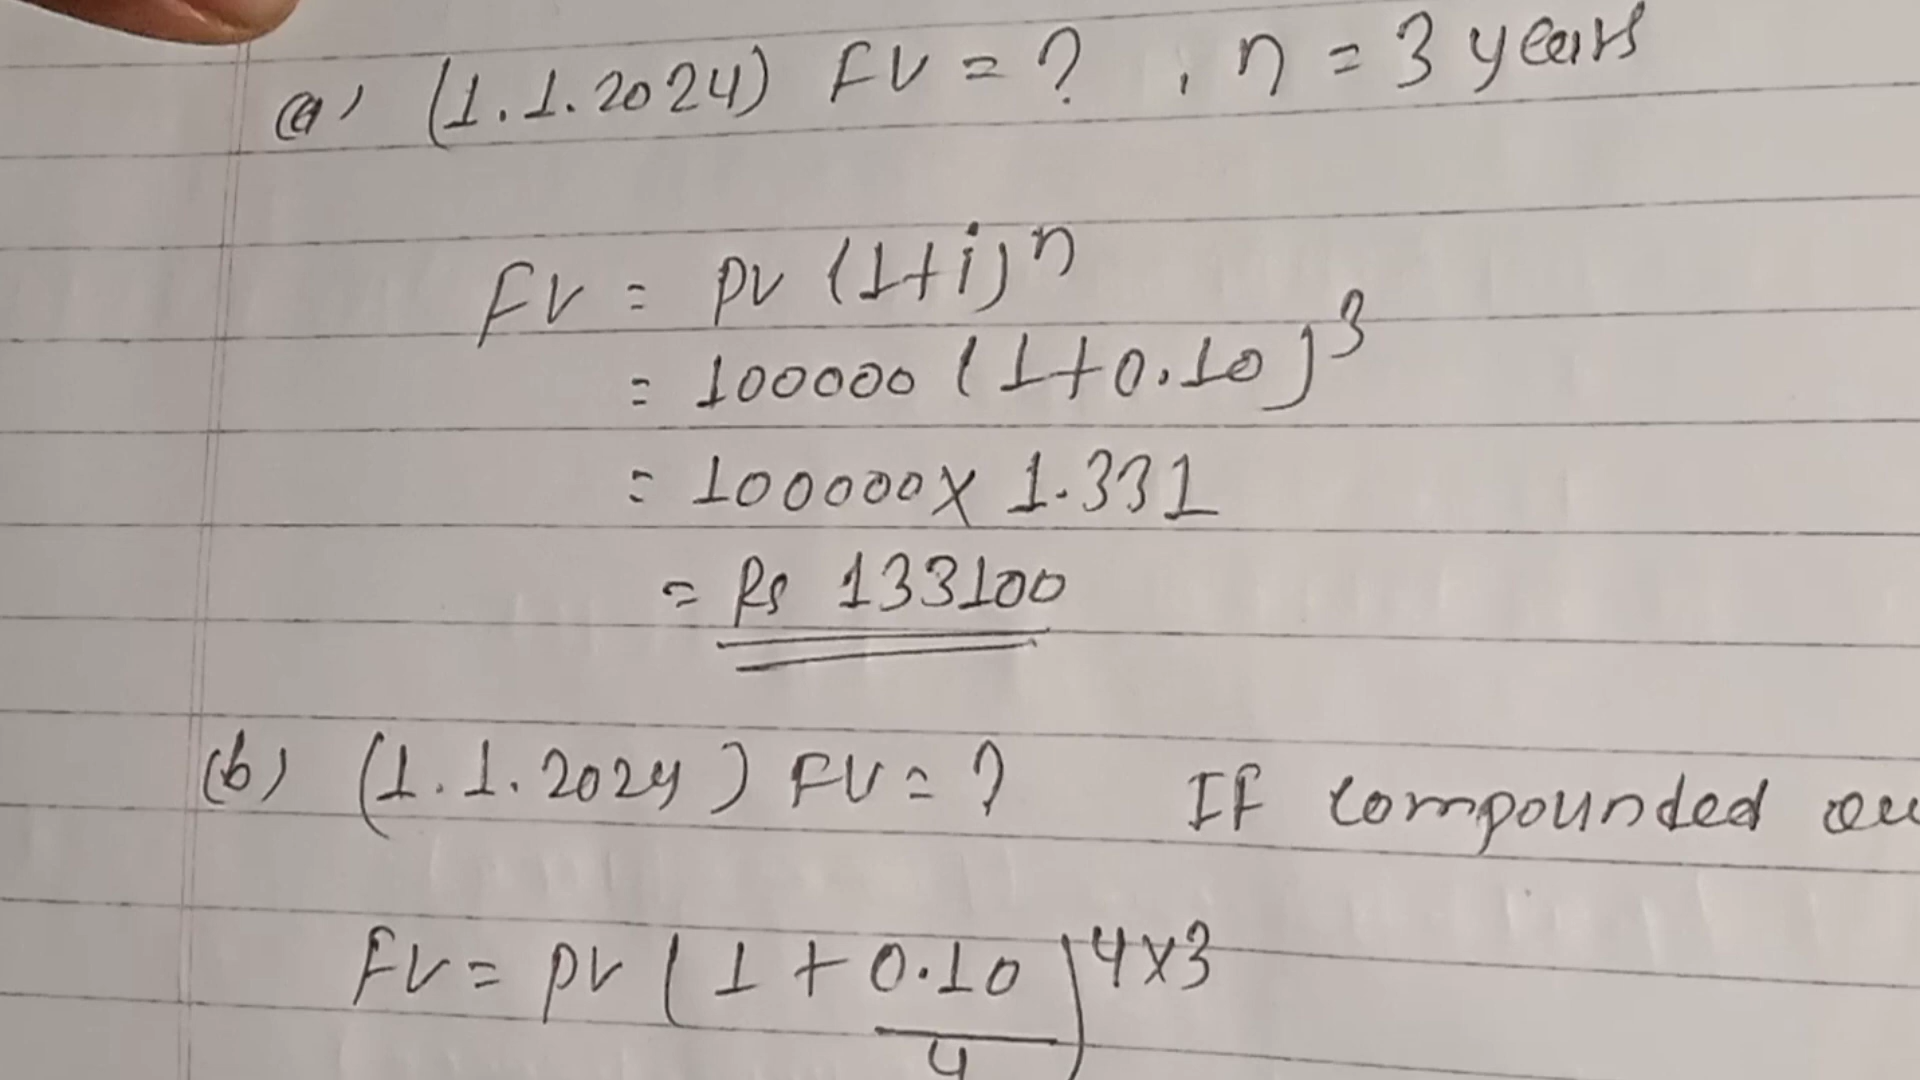 (a) (1.1.2024) FV = ? , n = 3 years
FV = PV (1+i)^n
= 100000 (1+0.10)^3
= 100000 x 1.331
= Rs 133100
(b) (1.1.2024) FV = ? If compounded
FV = PV (1 + 0.10/4)^4x3